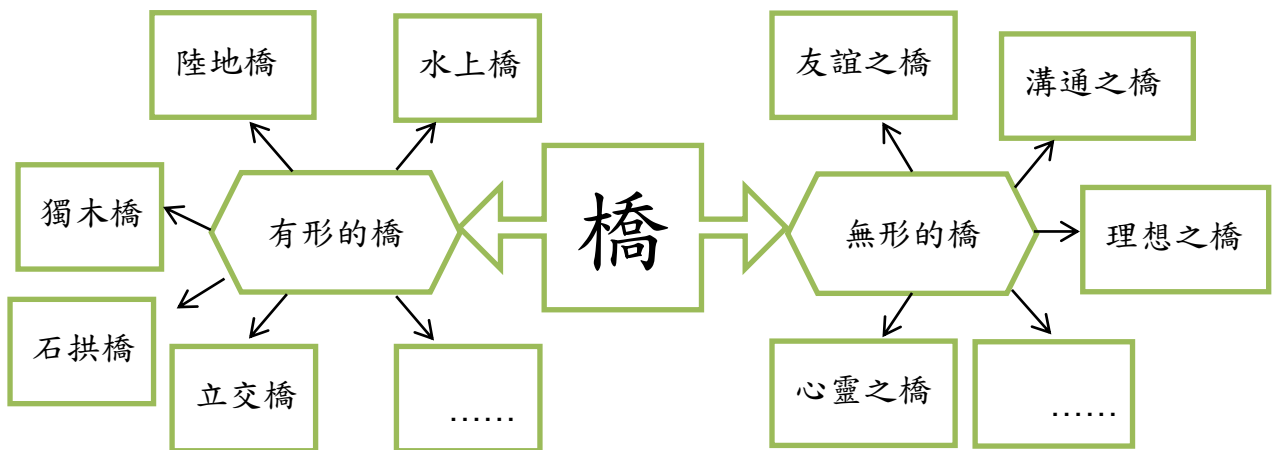 陸地橋
水上橋
獨木橋
有形的橋
石拱橋
立交橋
......
橋
友誼之橋
溝通之橋
無形的橋
理想之橋
心靈之橋
......